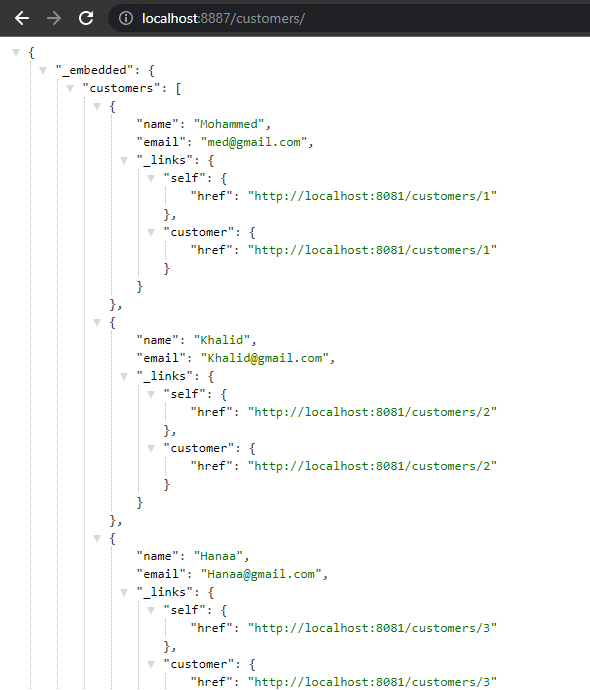 localhost:8887/customers/
{
"_embedded": {
"customers": [
{
"name": "Mohammed",
"email": "med@gmail.com",
"_links": {
"self": {
"href": "http://localhost:8081/customers/1"
},
"customer": {
"href": "http://localhost:8081/customers/1"
}
}
},
{
"name": "Khalid",
"email": "Khalid@gmail.com",
"_links": {
"self": {
"href": "http://localhost:8081/customers/2"
},
"customer": {
"href": "http://localhost:8081/customers/2"
}
}
},
{
"name": "Hanaa",
"email": "Hanaa@gmail.com",
"_links": {
"self": {
"href": "http://localhost:8081/customers/3"
},
"customer": {
"href": "http://localhost:8081/customers/3"